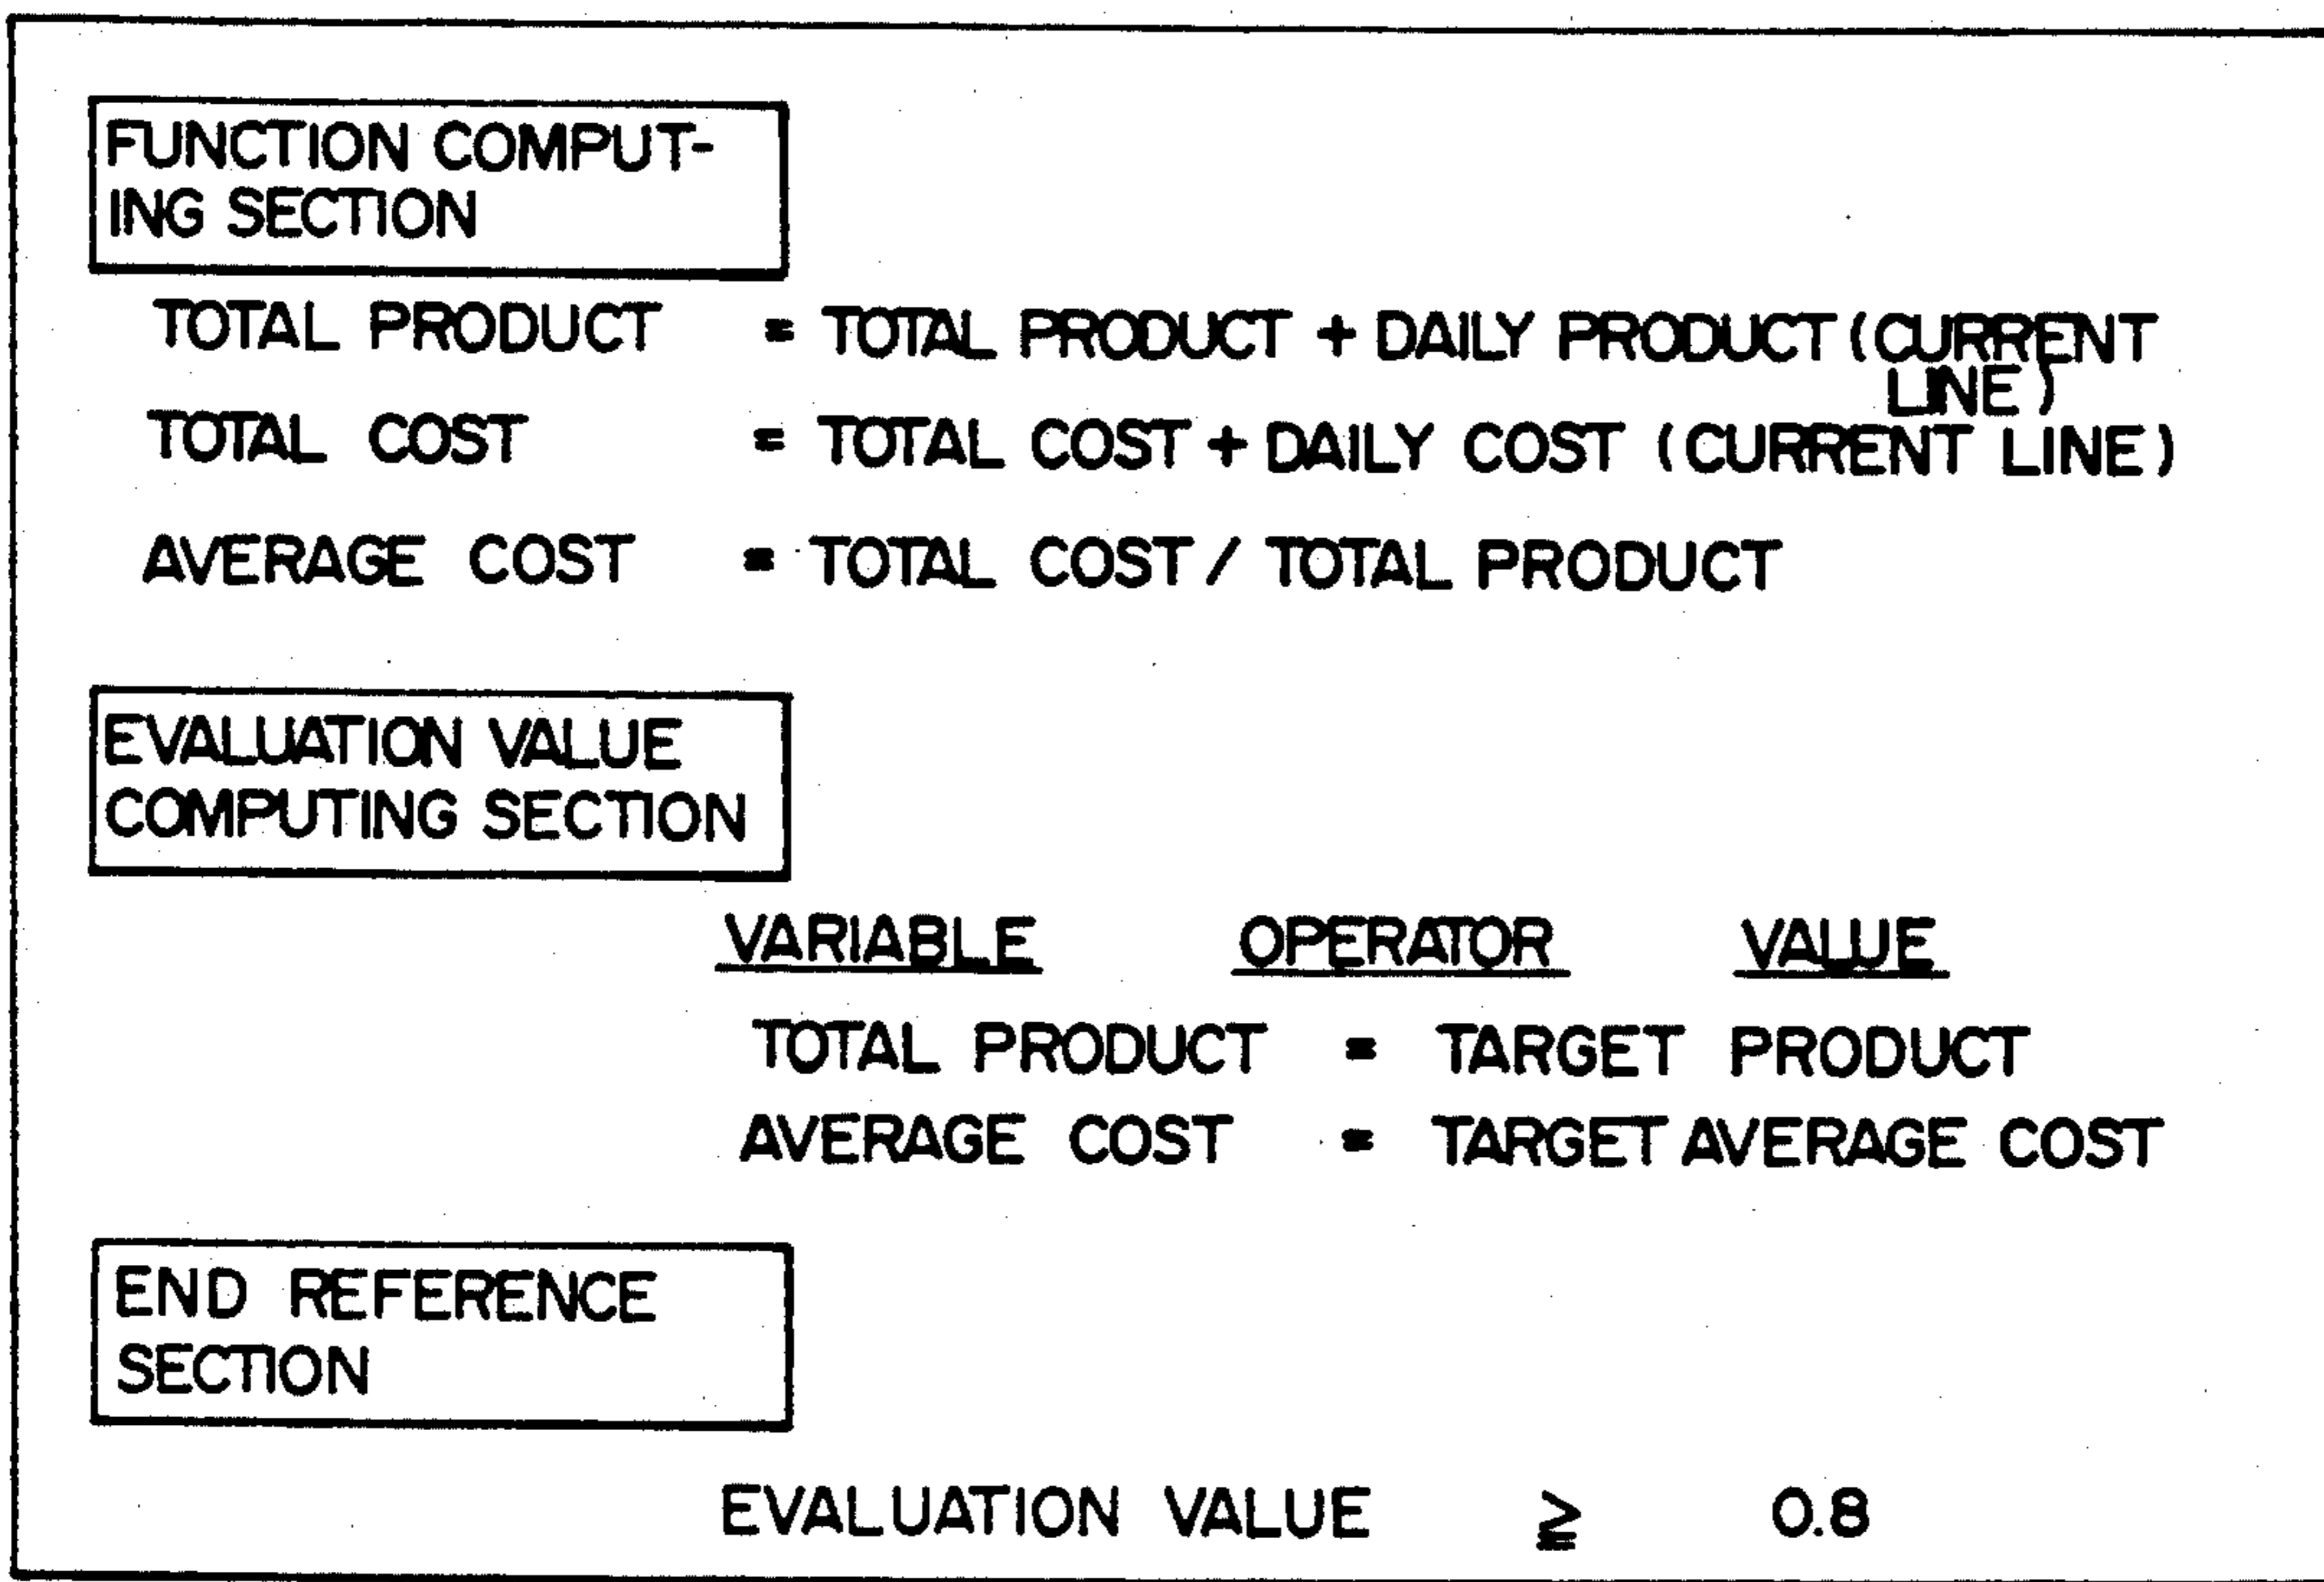 FUNCTION COMPUT-
ING SECTION
TOTAL PRODUCT = TOTAL PRODUCT + DAILY PRODUCT (CURRENT
LINE)
TOTAL COST = TOTAL COST + DAILY COST (CURRENT LINE)
AVERAGE COST = TOTAL COST / TOTAL PRODUCT
EVALUATION VALUE
COMPUTING SECTION
VARIABLE OPERATOR VALUE
TOTAL PRODUCT = TARGET PRODUCT
AVERAGE COST = TARGET AVERAGE COST
END REFERENCE
SECTION
EVALUATION VALUE ≧ 0.8